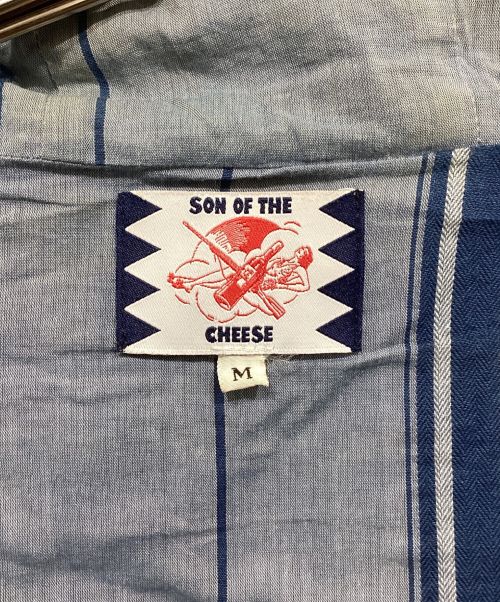 SON OF THE
CHEESE
M